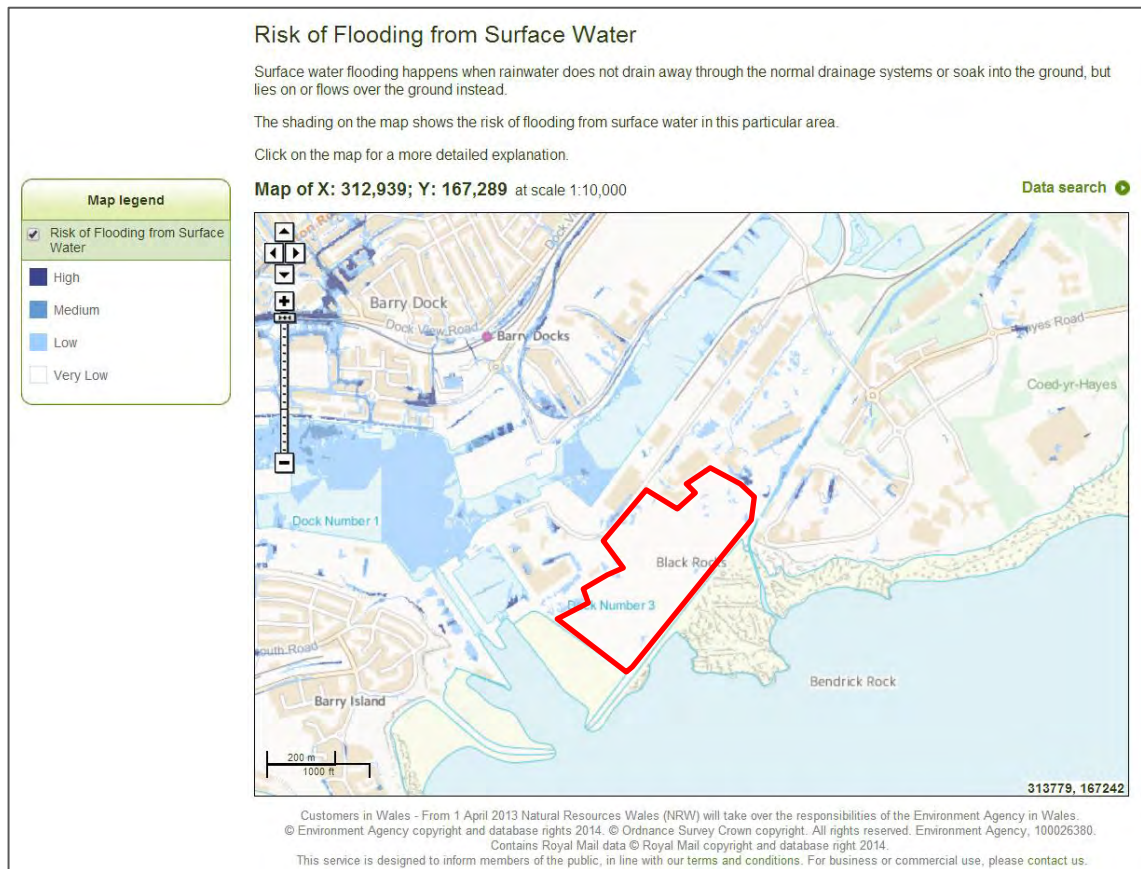 Risk of Flooding from Surface Water
Surface water flooding happens when rainwater does not drain away through the normal drainage systems or soak into the ground, but
lies on or flows over the ground instead.
The shading on the map shows the risk of flooding from surface water in this particular area.
Click on the map for a more detailed explanation.
Map of X: 312,939; Y: 167,289 at scale 1:10,000
Data search
Map legend
Risk of Flooding from Surface
Water
High
Medium
Low
Very Low
Dock View
Barry Dock
Dock View Road
Barry Docks
Hayes Road
Coed-yr-Hayes
Dock Number 1
Black Rocks
Dock Number 3
Road
Barry Island
Bendrick Rock
200 m
1000 ft
313779, 167242
Customers in Wales - From 1 April 2013 Natural Resources Wales (NRW) will take over the responsibilities of the Environment Agency in Wales.
© Environment Agency copyright and database rights 2014. © Ordnance Survey Crown copyright. All rights reserved. Environment Agency, 100026380.
Contains Royal Mail data © Royal Mail copyright and database right 2014.
This service is designed to inform members of the public, in line with our terms and conditions. For business or commercial use, please contact us.